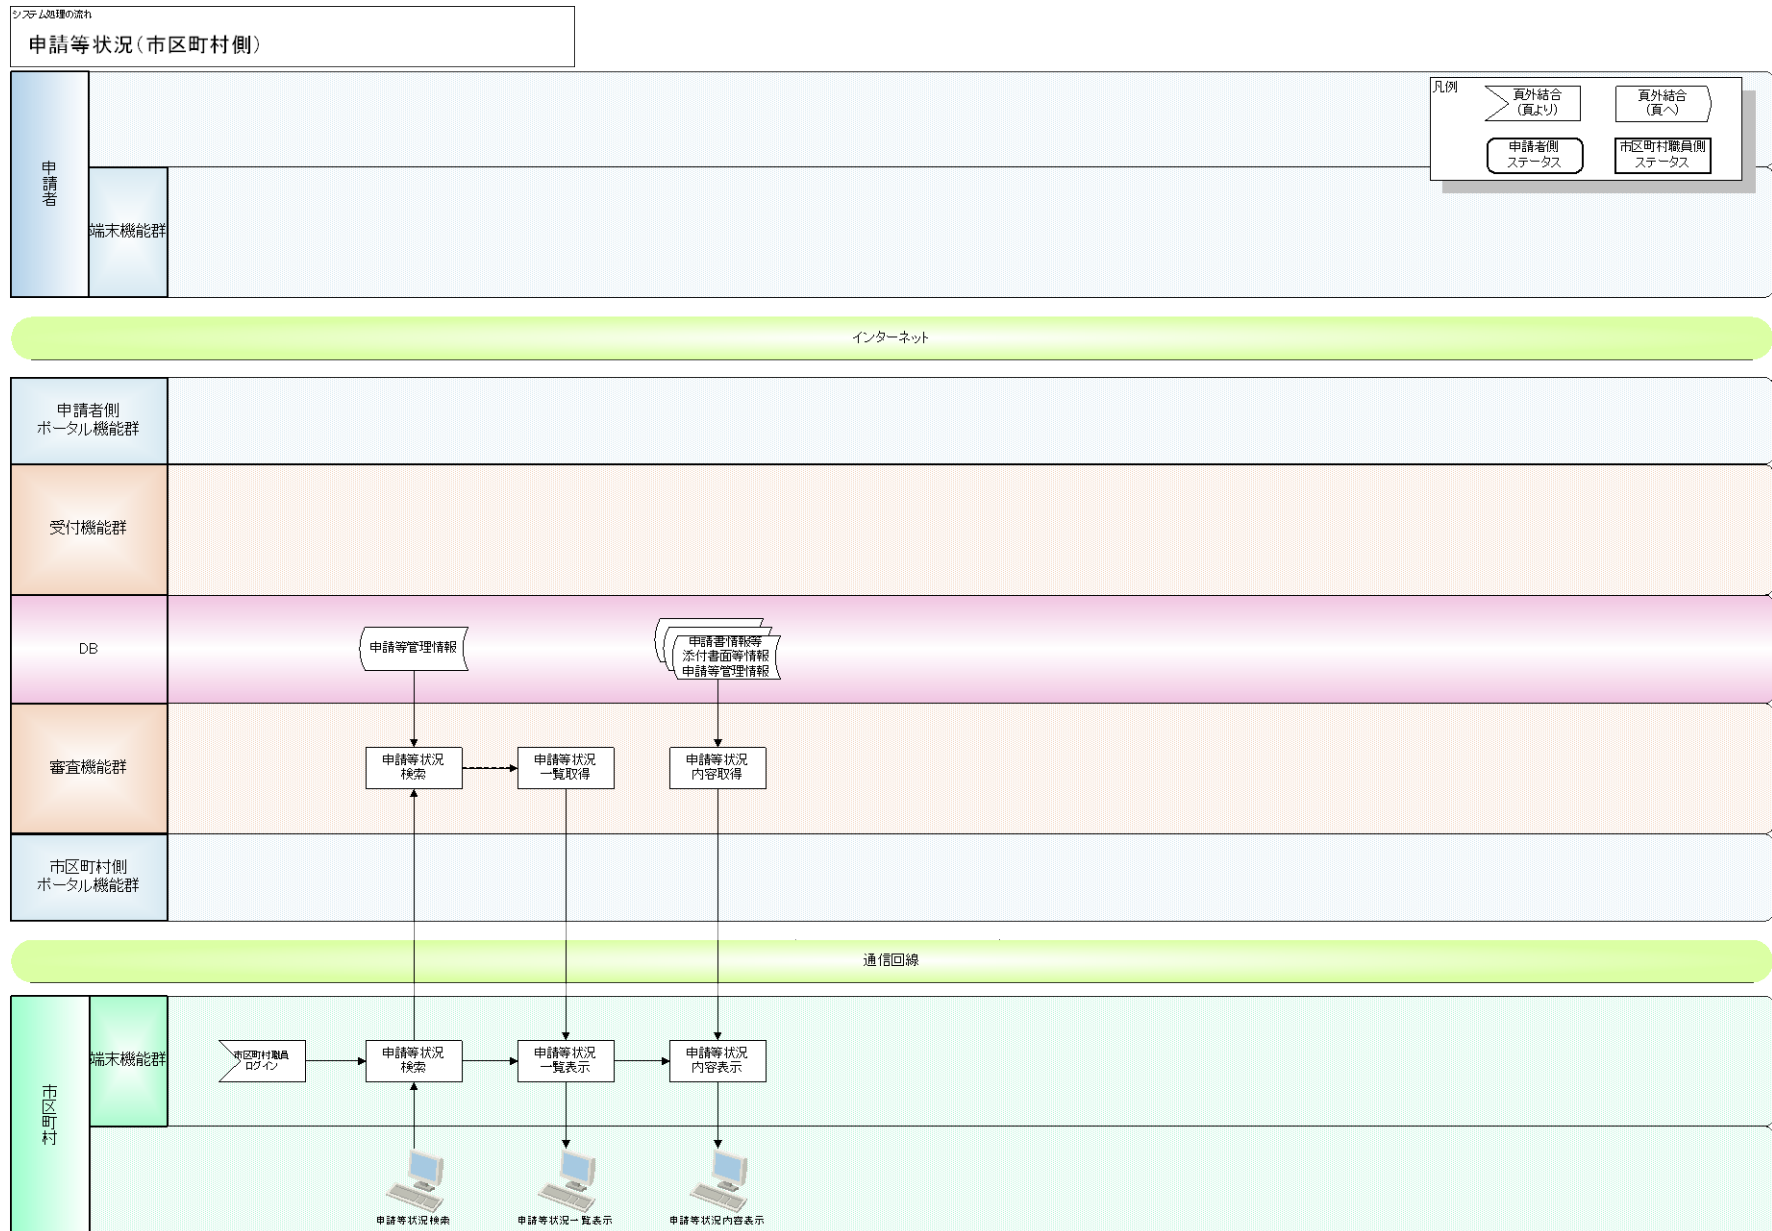 システム処理の流れ
申請等状況(市区町村側)
凡例
頁外結合
(頁より)
頁外結合
(頁へ)
申請者側
ステータス
市区町村職員側
ステータス
申請者
端末機能群
インターネット
申請者側
ポータル機能群
受付機能群
DB
申請等管理情報
申請書情報等
添付書面等情報
申請等管理情報
審査機能群
申請等状況
検索
申請等状況
一覧取得
申請等状況
内容取得
市区町村側
ポータル機能群
通信回線
市区町村
端末機能群
市区町村職員
ログイン
申請等状況
検索
申請等状況
一覧表示
申請等状況
内容表示
申請等状況検索
申請等状況一覧表示
申請等状況内容表示